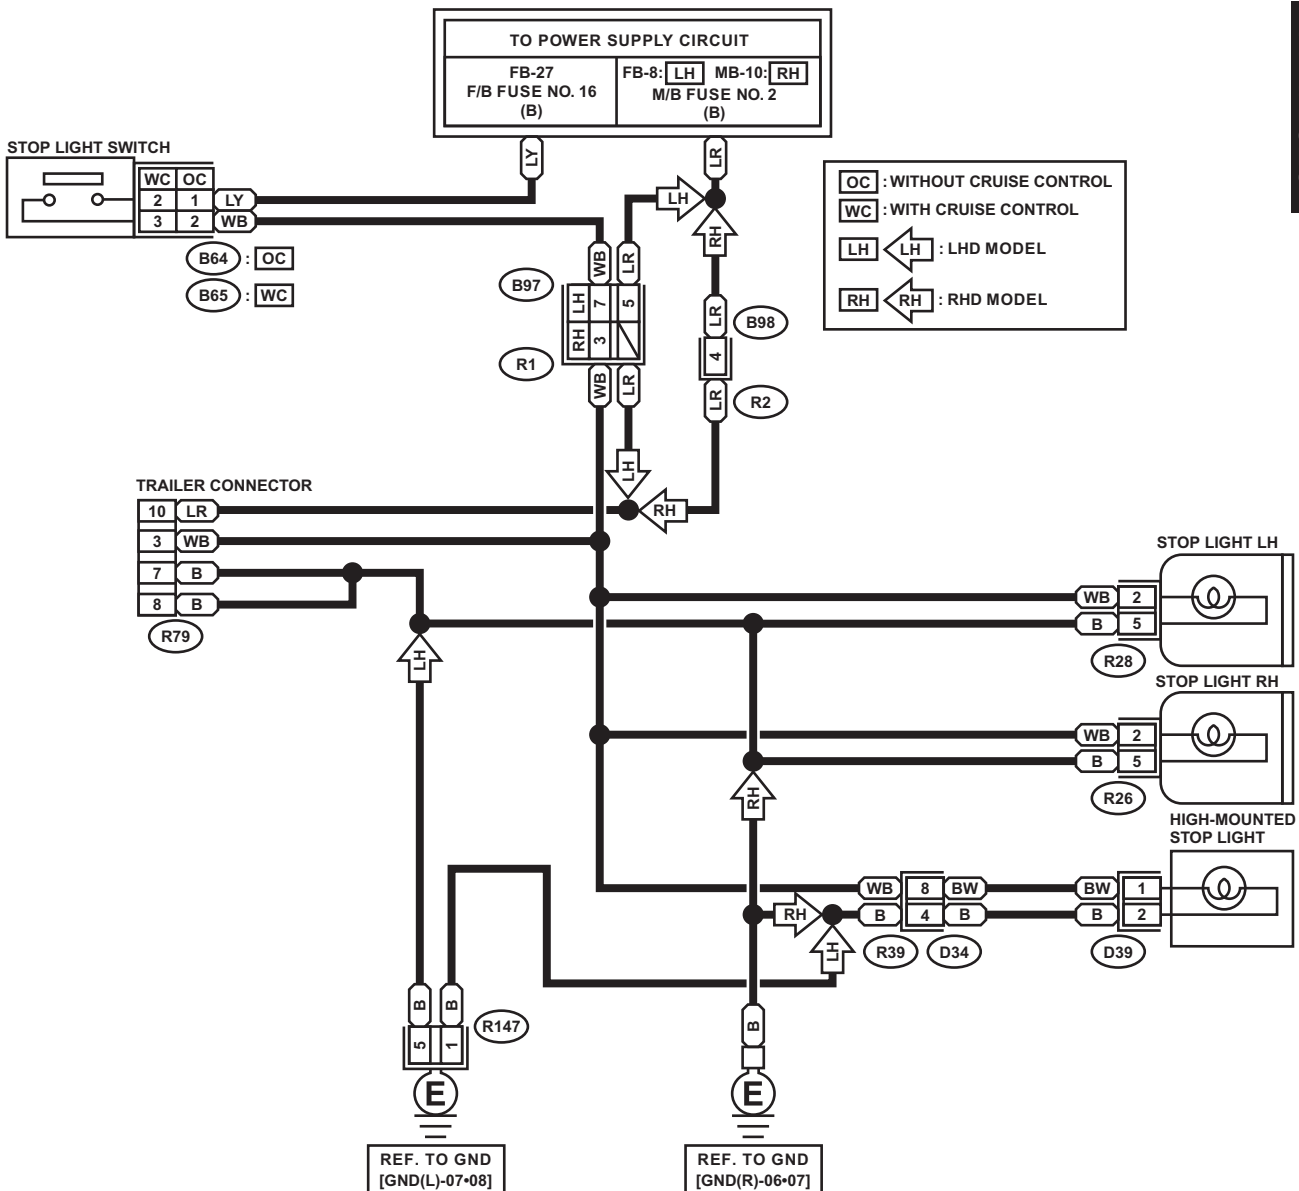 TO POWER SUPPLY CIRCUIT
FB-27
F/B FUSE NO. 16
(B)
FB-8: LH MB-10: RH
M/B FUSE NO. 2
(B)
LY
LR
STOP LIGHT SWITCH
WC OC
2 1 LY
3 2 WB
B64 : OC
B65 : WC
OC : WITHOUT CRUISE CONTROL
WC : WITH CRUISE CONTROL
LH LH : LHD MODEL
RH RH : RHD MODEL
LH
RH
WB LR
B97
LH 7 5
RH 3
R1
WB LR
LR
B98
4
LR
R2
LH
RH
TRAILER CONNECTOR
10 LR
3 WB
7 B
8 B
R79
LH
STOP LIGHT LH
WB 2
B 5
R28
STOP LIGHT RH
WB 2
B 5
R26
RH
HIGH-MOUNTED
STOP LIGHT
WB 8 BW BW 1
RH B 4 B B 2
LH
R39 D34 D39
B B
R147
5 1
E
REF. TO GND
[GND(L)-07•08]
B
E
REF. TO GND
[GND(R)-06•07]